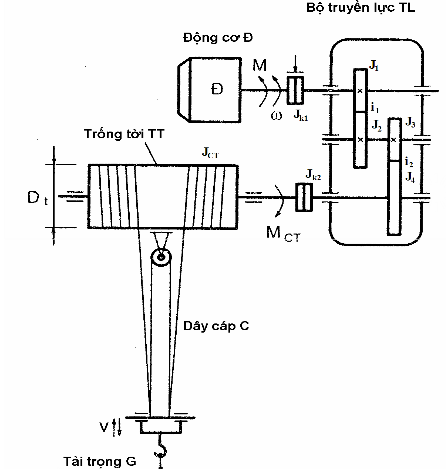 Bộ truyền lực TL
Động cơ Đ
M
J1
Đ
ω
Jk1
i1
Trống tời TT
J2
J3
JCT
i2
Jk2
J4
Dt
MCT
Dây cáp C
V
Tải trọng G